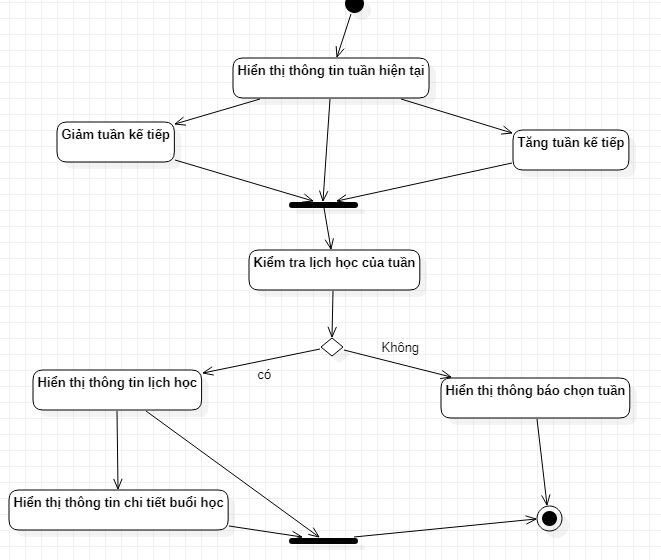 Hiển thị thông tin tuần hiện tại
Giảm tuần kế tiếp
Tăng tuần kế tiếp
Kiểm tra lịch học của tuần
Không
có
Hiển thị thông tin lịch học
Hiển thị thông báo chọn tuần
Hiển thị thông tin chi tiết buổi học